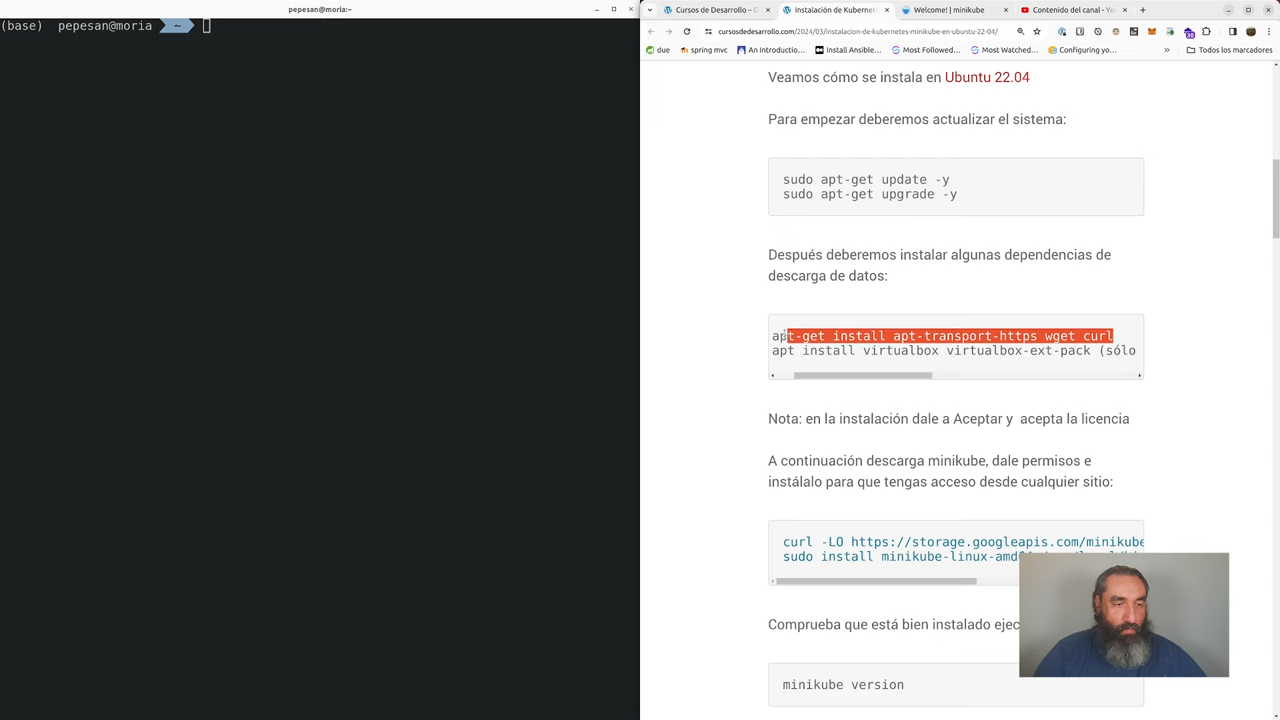 pepesan@moria:~
(base) pepesan@moria ~
Cursos de Desarrollo – D
Instalación de Kubernet
Welcome! | minikube
Contenido del canal - Yo
cursosdedesarrollo.com/2024/03/instalacion-de-kubernetes-minikube-en-ubuntu-22-04/
due
spring mvc
An Introductio...
Install Ansible...
Most Followed...
Most Watched...
Configuring yo...
»
Todos los marcadores
Veamos cómo se instala en Ubuntu 22.04
Para empezar deberemos actualizar el sistema:
sudo apt-get update -y
sudo apt-get upgrade -y
Después deberemos instalar algunas dependencias de
descarga de datos:
apt-get install apt-transport-https wget curl
apt install virtualbox virtualbox-ext-pack (sólo
Nota: en la instalación dale a Aceptar y  acepta la licencia
A continuación descarga minikube, dale permisos e
instálalo para que tengas acceso desde cualquier sitio:
curl -LO https://storage.googleapis.com/minikube
sudo install minikube-linux-amd64
Comprueba que está bien instalado ejec
minikube version